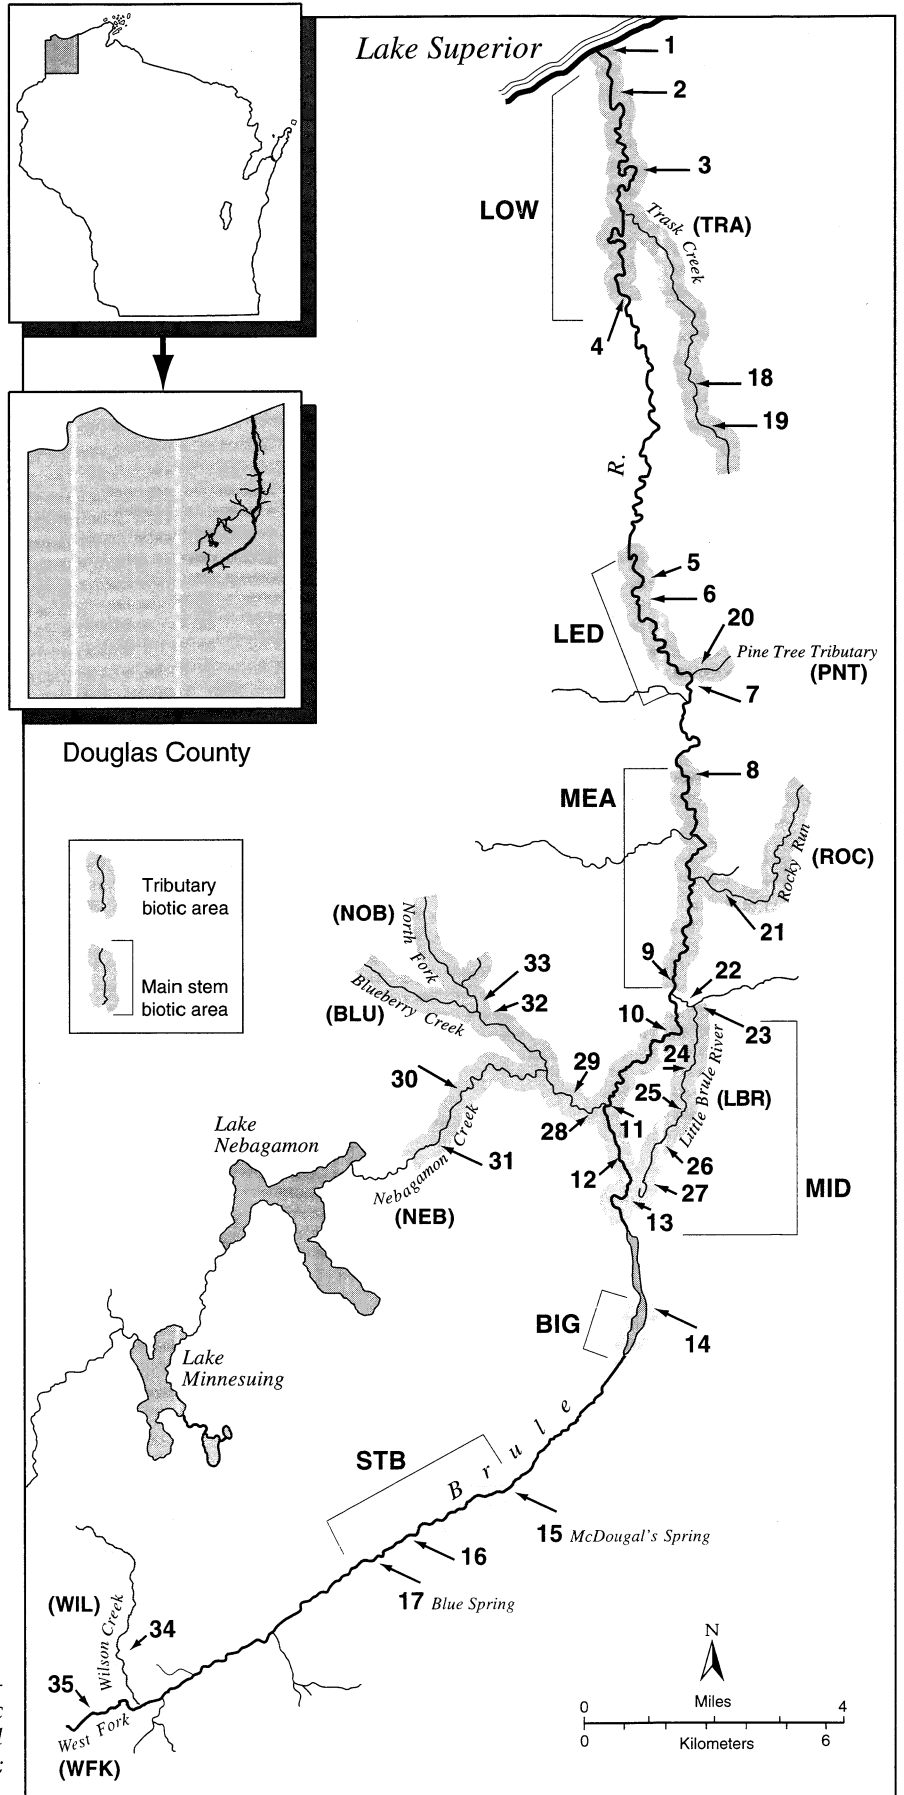 Lake Superior
1
2
3
LOW
Trask Creek
(TRA)
4
18
19
R.
5
6
LED
20
Pine Tree Tributary
(PNT)
7
Douglas County
8
MEA
Rocky Run
(ROC)
Tributary
biotic area
Main stem
biotic area
21
(NOB)
North Fork
9
22
33
32
Blueberry Creek
(BLU)
10
23
24
29
30
25
Little Brule River
(LBR)
28
11
Lake
Nebagamon
31
Nebagamon Creek
(NEB)
12
26
27
MID
13
BIG
14
Lake
Minnesuing
Brule
STB
15 McDougal's Spring
16
17 Blue Spring
(WIL)
Wilson Creek
34
35
West Fork
(WFK)
N
Miles
0 4
0 Kilometers 6